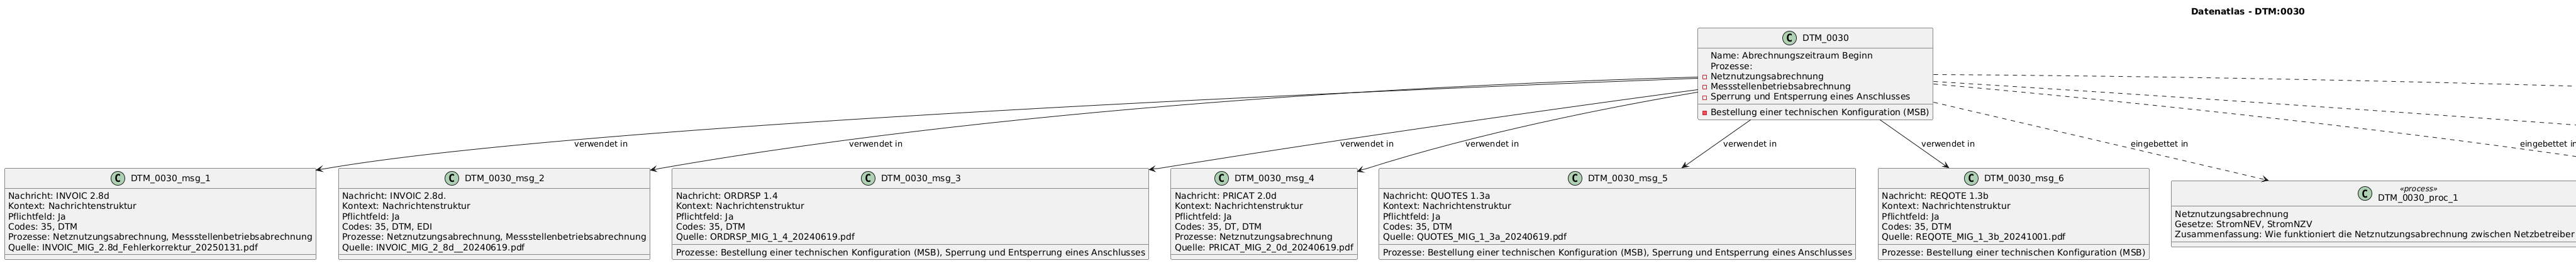 Datenatlas - DTM:0030
C DTM_0030
Name: Abrechnungszeitraum Beginn
Prozesse:
Netznutzungsabrechnung
Messstellenbetriebsabrechnung
Sperrung und Entsperrung eines Anschlusses
Bestellung einer technischen Konfiguration (MSB)
verwendet in
verwendet in
verwendet in
verwendet in
verwendet in
verwendet in
eingebettet in
eingebettet in
C DTM_0030_msg_1
Nachricht: INVOIC 2.8d
Kontext: Nachrichtenstruktur
Pflichtfeld: Ja
Codes: 35, DTM
Prozesse: Netznutzungsabrechnung, Messstellenbetriebsabrechnung
Quelle: INVOIC_MIG_2.8d_Fehlerkorrektur_20250131.pdf
C DTM_0030_msg_2
Nachricht: INVOIC 2.8d.
Kontext: Nachrichtenstruktur
Pflichtfeld: Ja
Codes: 35, DTM, EDI
Prozesse: Netznutzungsabrechnung, Messstellenbetriebsabrechnung
Quelle: INVOIC_MIG_2_8d__20240619.pdf
C DTM_0030_msg_3
Nachricht: ORDRSP 1.4
Kontext: Nachrichtenstruktur
Pflichtfeld: Ja
Codes: 35, DTM
Quelle: ORDRSP_MIG_1_4_20240619.pdf
Prozesse: Bestellung einer technischen Konfiguration (MSB), Sperrung und Entsperrung eines Anschlusses
C DTM_0030_msg_4
Nachricht: PRICAT 2.0d
Kontext: Nachrichtenstruktur
Pflichtfeld: Ja
Codes: 35, DT, DTM
Prozesse: Netznutzungsabrechnung
Quelle: PRICAT_MIG_2_0d_20240619.pdf
C DTM_0030_msg_5
Nachricht: QUOTES 1.3a
Kontext: Nachrichtenstruktur
Pflichtfeld: Ja
Codes: 35, DTM
Quelle: QUOTES_MIG_1_3a_20240619.pdf
Prozesse: Bestellung einer technischen Konfiguration (MSB), Sperrung und Entsperrung eines Anschlusses
C DTM_0030_msg_6
Nachricht: REQOTE 1.3b
Kontext: Nachrichtenstruktur
Pflichtfeld: Ja
Codes: 35, DTM
Quelle: REQOTE_MIG_1_3b_20241001.pdf
Prozesse: Bestellung einer technischen Konfiguration (MSB)
C «process»
DTM_0030_proc_1
Netznutzungsabrechnung
Gesetze: StromNEV, StromNZV
Zusammenfassung: Wie funktioniert die Netznutzungsabrechnung zwischen Netzbetreiber